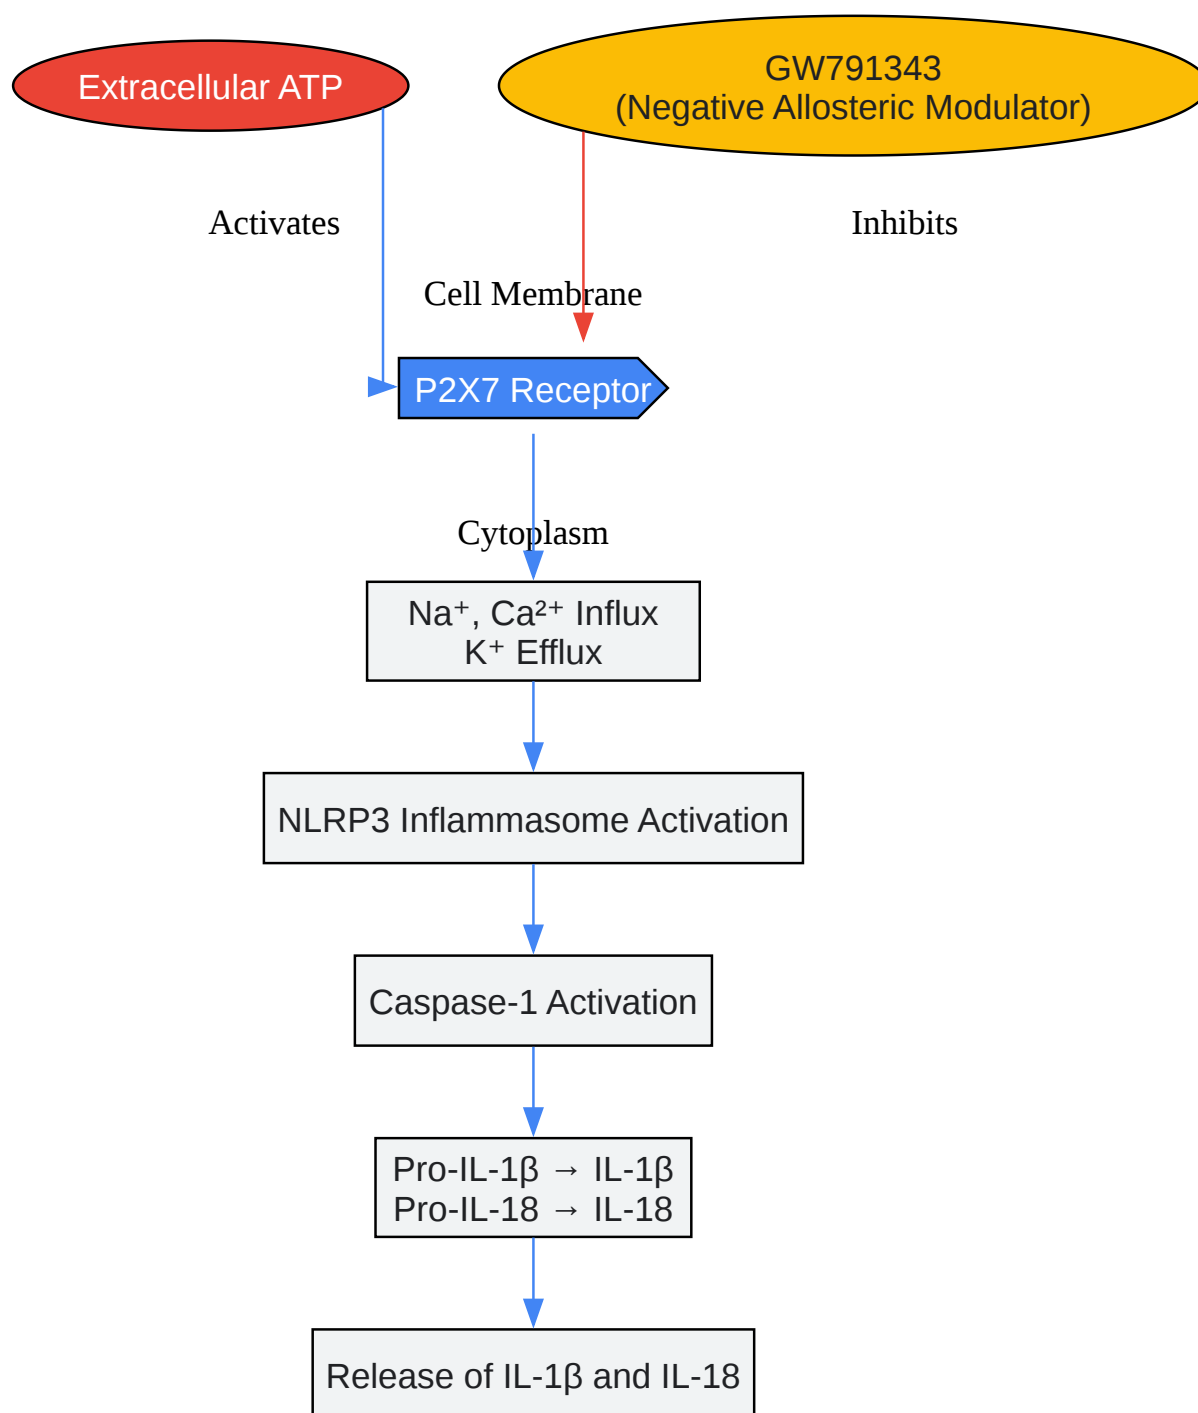 Extracellular ATP
GW791343
(Negative Allosteric Modulator)
Activates
Inhibits
Cell Membrane
P2X7 Receptor
Cytoplasm
Na⁺, Ca²⁺ Influx
K⁺ Efflux
NLRP3 Inflammasome Activation
Caspase-1 Activation
Pro-IL-1β → IL-1β
Pro-IL-18 → IL-18
Release of IL-1β and IL-18